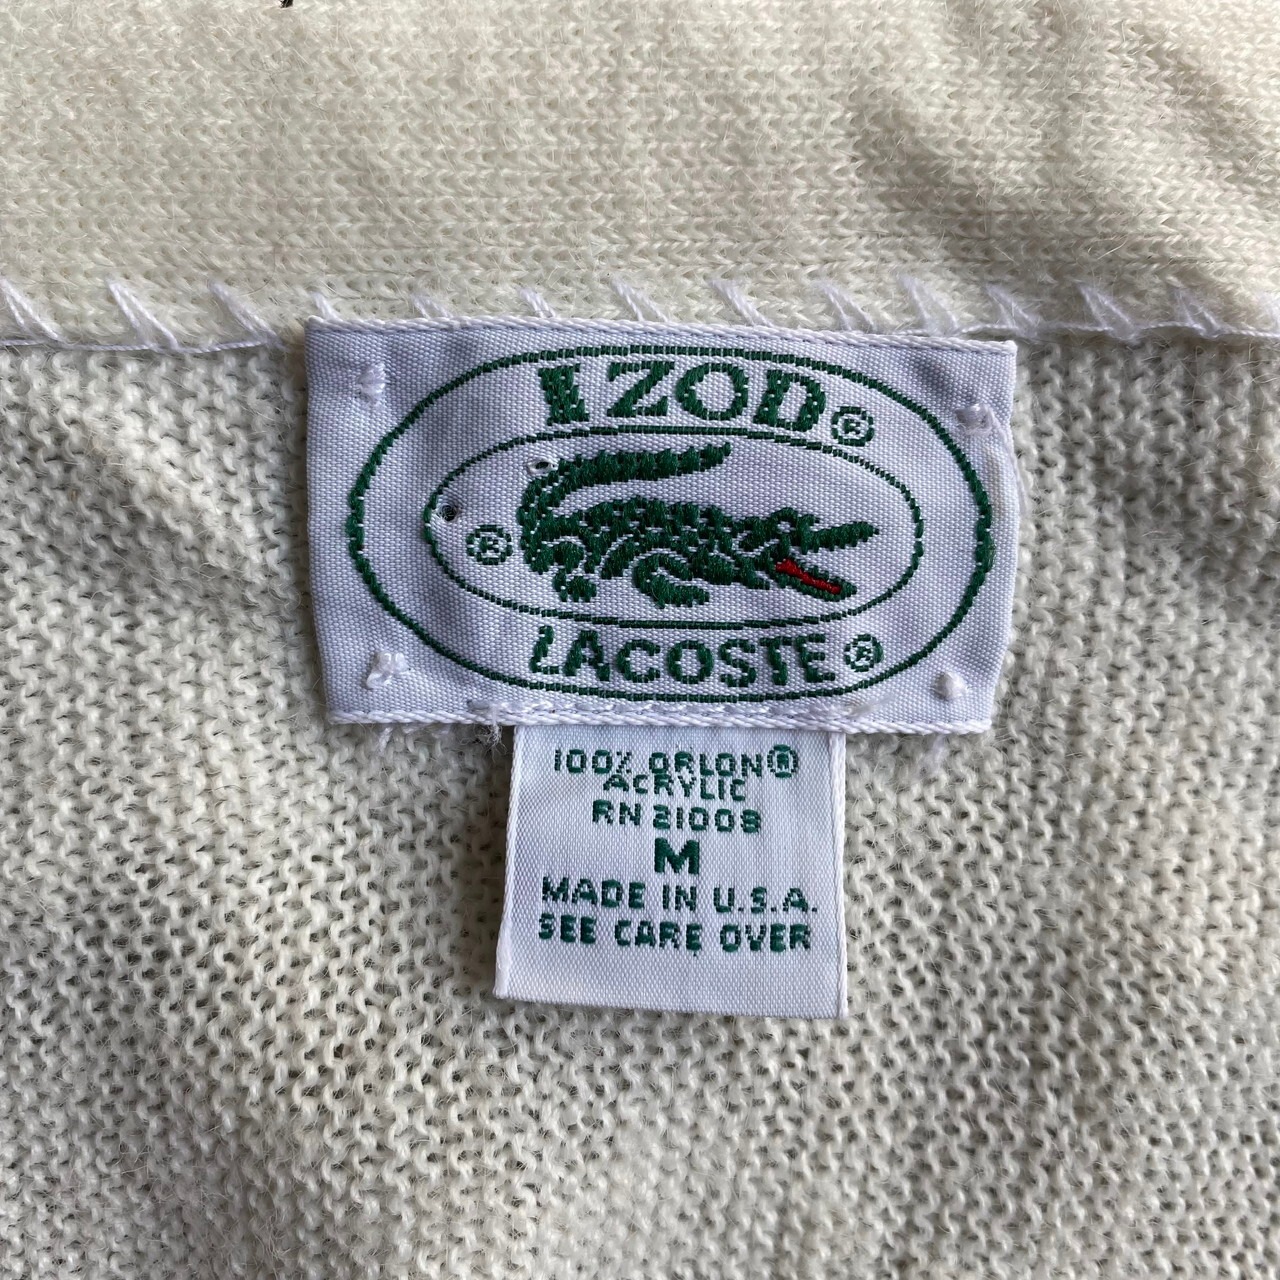 IZOD®
®
LACOSTE®
100% ORLON®
ACRYLIC
RN 21008
M
MADE IN U.S.A.
SEE CARE OVER